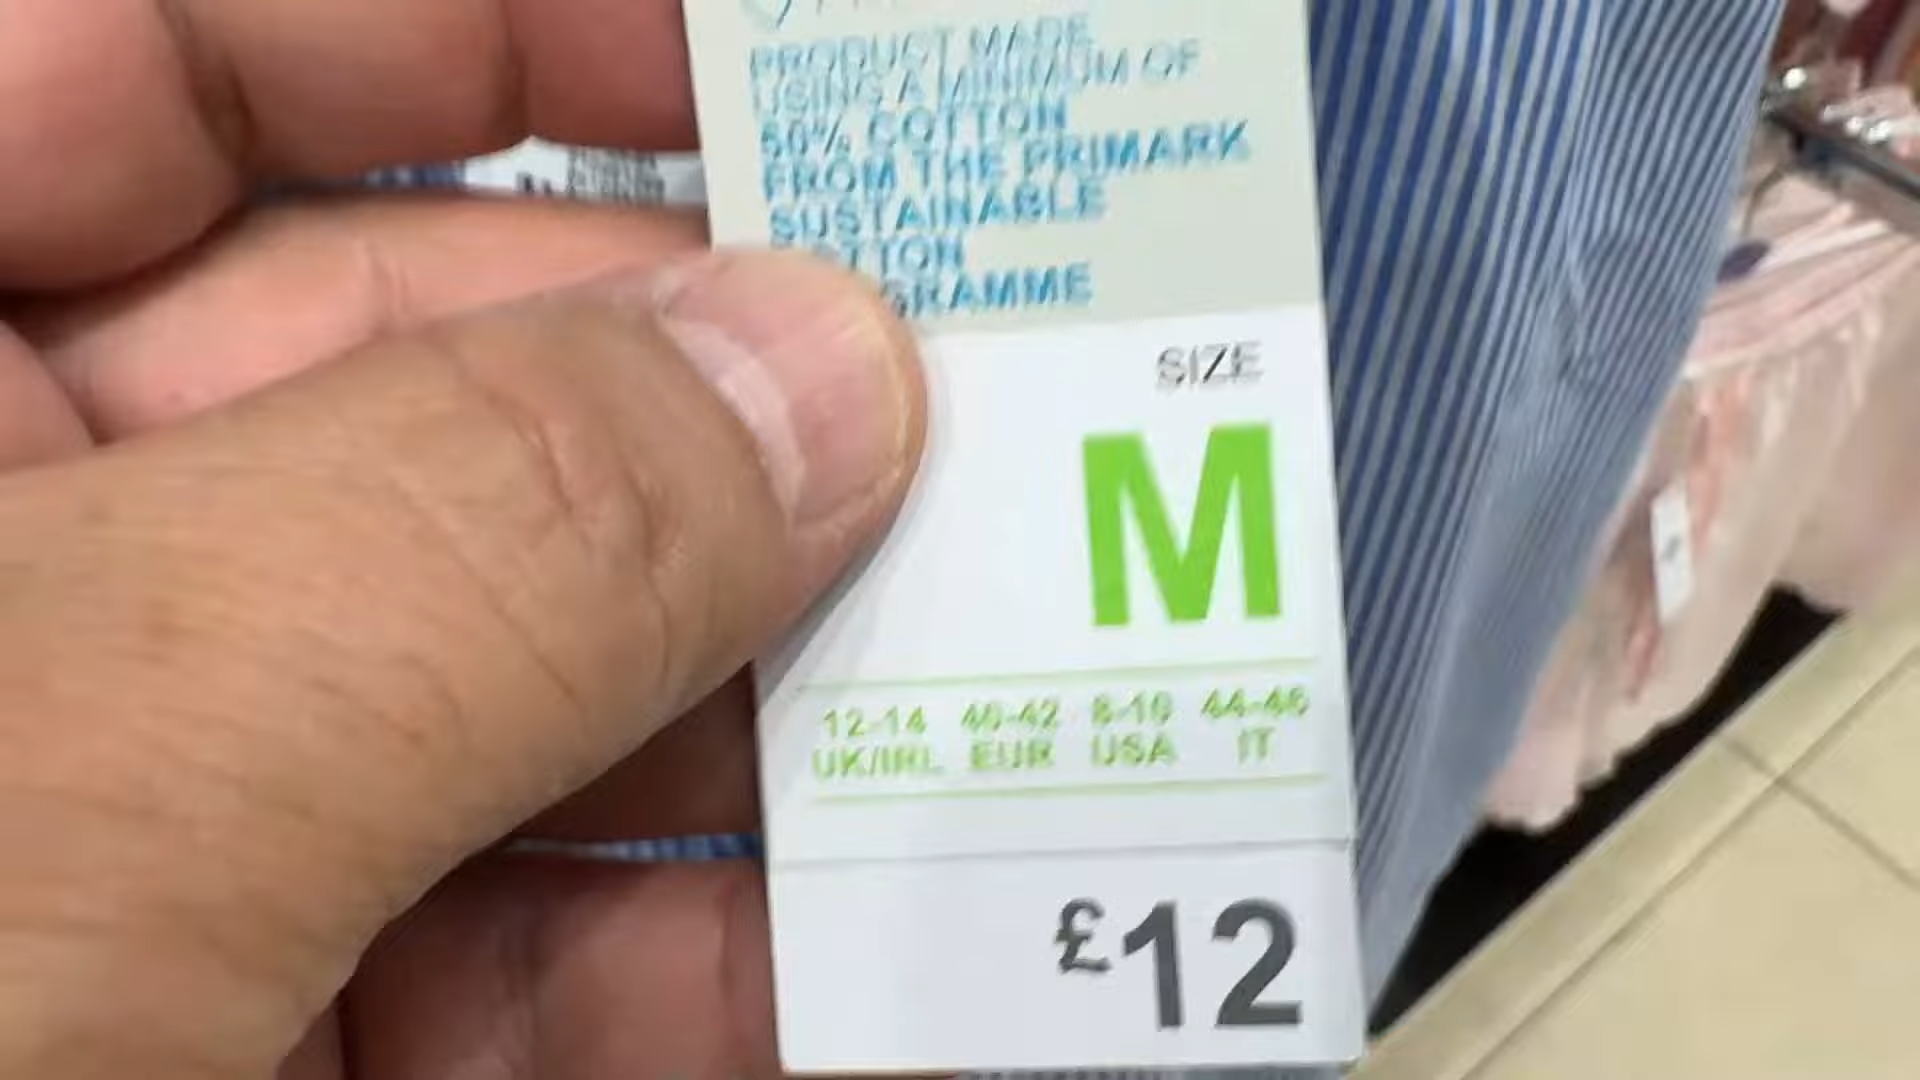 PRODUCT MADE
USING A MINIMUM OF
50% COTTON
FROM THE PRIMARK
SUSTAINABLE
TTON
GRAMME
SIZE
M
12-14 40-42 8-10 44-46
UK/IRL EUR USA IT
£12